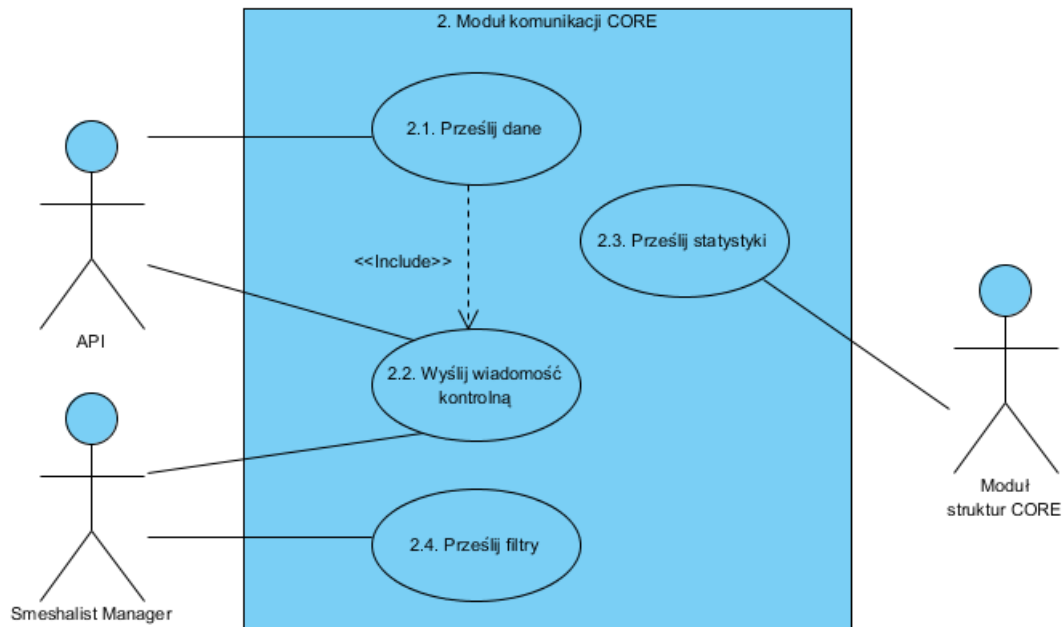 2. Moduł komunikacji CORE
2.1. Prześlij dane
2.3. Prześlij statystyki
<<Include>>
API
2.2. Wyślij wiadomość
kontrolną
Moduł
struktur CORE
2.4. Prześlij filtry
Smeshalist Manager